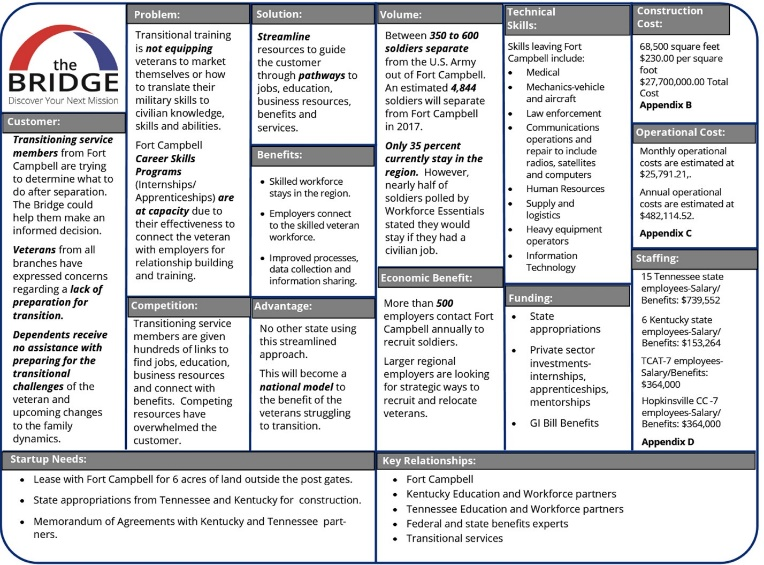 the
BRIDGE
Discover Your Next Mission
Customer:
Transitioning service
members from Fort
Campbell are trying
to determine what to
do after separation.
The Bridge could
help them make an
informed decision.
Veterans from all
branches have
expressed concerns
regarding a lack of
preparation for
transition.
Dependents receive
no assistance with
preparing for the
transitional
challenges of the
veteran and
upcoming changes
to the family
dynamics.
Problem:
Transitional training
is not equipping
veterans to market
themselves or how
to translate their
military skills to
civilian knowledge,
skills and abilities.
Fort Campbell
Career Skills
Programs
(Internships/
Apprenticeships) are
at capacity due to
their effectiveness to
connect the veteran
with employers for
relationship building
and training.
Competition:
Transitioning service
members are given
hundreds of links to
find jobs, education,
business resources
and connect with
benefits. Competing
resources have
overwhelmed the
customer.
Solution:
Streamline
resources to guide
the customer
through pathways to
jobs, education,
business resources,
benefits and
services.
Benefits:
• Skilled workforce
stays in the region.
• Employers connect
to the skilled veteran
workforce.
• Improved processes,
data collection and
information sharing.
Advantage:
No other state using
this streamlined
approach.
This will become a
national model to
the benefit of the
veterans struggling
to transition.
Volume:
Between 350 to 600
soldiers separate
from the U.S. Army
out of Fort Campbell.
An estimated 4,844
soldiers will separate
from Fort Campbell
in 2017.
Only 35 percent
currently stay in the
region. However,
nearly half of
soldiers polled by
Workforce Essentials
stated they would
stay if they had a
civilian job.
Economic Benefit:
More than 500
employers contact Fort
Campbell annually to
recruit soldiers.
Larger regional
employers are looking
for strategic ways to
recruit and relocate
veterans.
Technical
Skills:
Skills leaving Fort
Campbell include:
• Medical
• Mechanics-vehicle
and aircraft
• Law enforcement
• Communications
operations and
repair to include
radios, satellites
and computers
• Human Resources
• Supply and
logistics
• Heavy equipment
operators
• Information
Technology
Funding:
• State
appropriations
• Private sector
investments-
internships,
apprenticeships,
mentorships
• GI Bill Benefits
Construction
Cost:
68,500 square feet
$230.00 per square
foot
$27,700,000.00 Total
Cost
Appendix B
Operational Cost:
Monthly operational
costs are estimated at
$25,791.21,.
Annual operational
costs are estimated at
$482,114.52.
Appendix C
Staffing:
15 Tennessee state
employees-Salary/
Benefits: $739,552
6 Kentucky state
employees-Salary/
Benefits: $153,264
TCAT-7 employees-
Salary/Benefits:
$364,000
Hopkinsville CC -7
employees-Salary/
Benefits: $364,000
Appendix D
Startup Needs:
• Lease with Fort Campbell for 6 acres of land outside the post gates.
• State appropriations from Tennessee and Kentucky for construction.
• Memorandum of Agreements with Kentucky and Tennessee part-
ners.
Key Relationships:
• Fort Campbell
• Kentucky Education and Workforce partners
• Tennessee Education and Workforce partners
• Federal and state benefits experts
• Transitional services